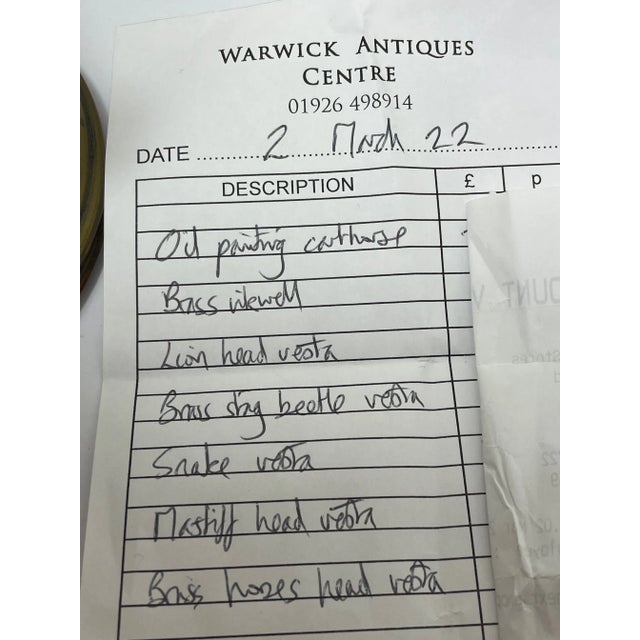 WARWICK ANTIQUES
CENTRE
01926 498914
DATE 2 March 22
DESCRIPTION £ p
Oil painting carthorse
Brass inkwell
Lion head vesta
Brass stag beetle vesta
Snake vesta
Mastiff head vesta
Brass horses head vesta